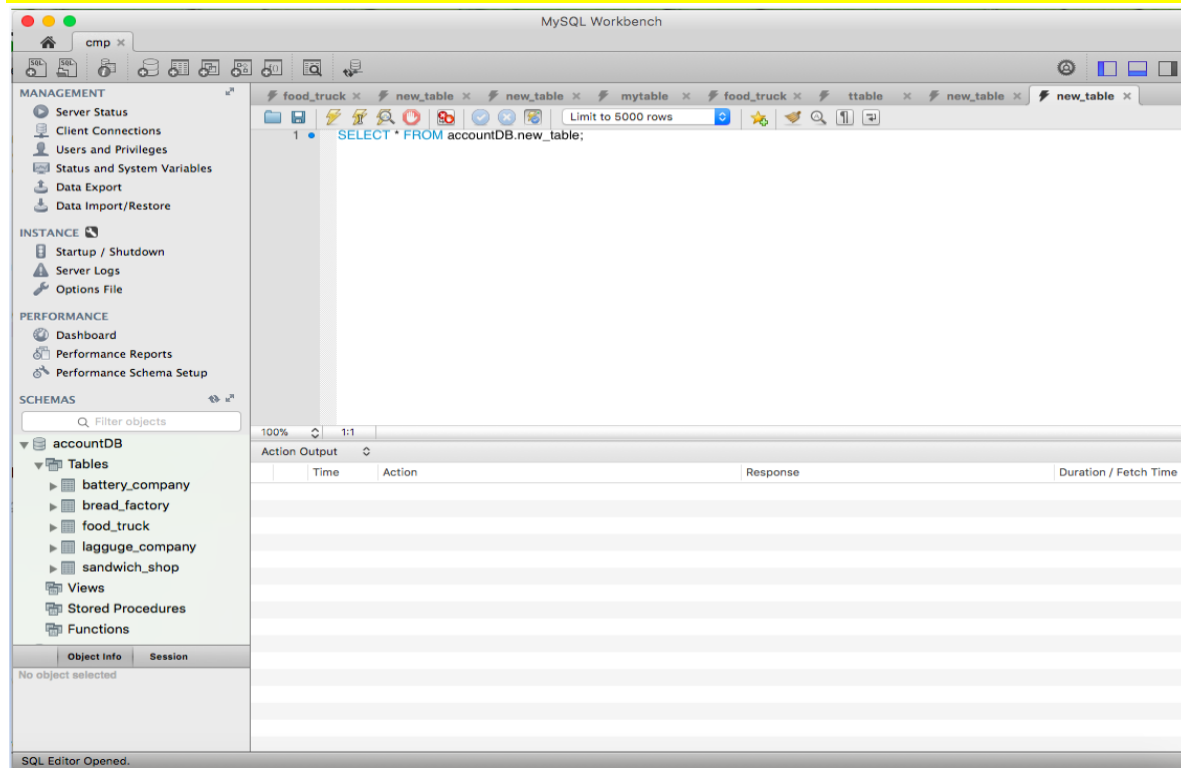 MySQL Workbench
cmp
MANAGEMENT
Server Status
Client Connections
Users and Privileges
Status and System Variables
Data Export
Data Import/Restore
INSTANCE
Startup / Shutdown
Server Logs
Options File
PERFORMANCE
Dashboard
Performance Reports
Performance Schema Setup
SCHEMAS
Filter objects
accountDB
Tables
battery_company
bread_factory
food_truck
lagguge_company
sandwich_shop
Views
Stored Procedures
Functions
Object Info Session
No object selected
food_truck new_table new_table mytable food_truck ttable new_table new_table
Limit to 5000 rows
1 SELECT * FROM accountDB.new_table;
100% 1:1
Action Output
Time Action Response Duration / Fetch Time
SQL Editor Opened.